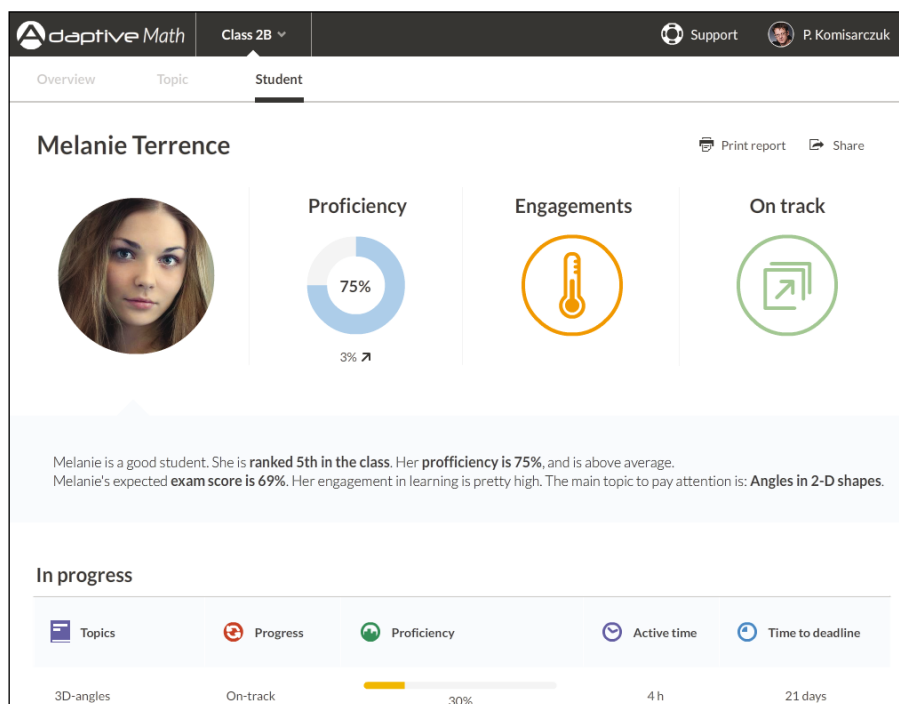 Adaptive Math
Class 2B
Support
P. Komisarczuk
Overview
Topic
Student
Melanie Terrence
Print report
Share
Proficiency
Engagements
On track
75%
3%
Melanie is a good student. She is ranked 5th in the class. Her profficiency is 75%, and is above average.
Melanie's expected exam score is 69%. Her engagement in learning is pretty high. The main topic to pay attention is: Angles in 2-D shapes.
In progress
Topics
Progress
Proficiency
Active time
Time to deadline
3D-angles
On-track
30%
4 h
21 days